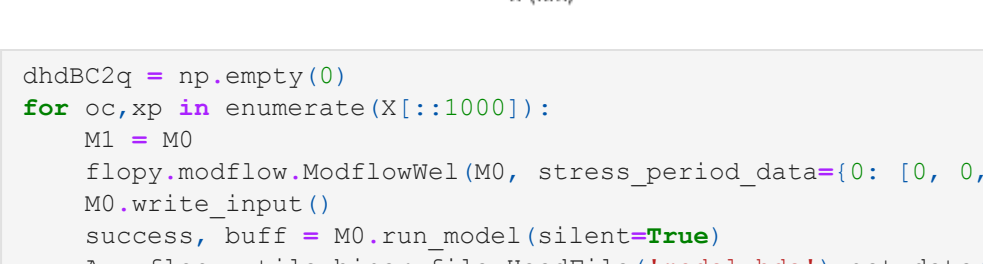 dhdBC2q = np.empty(0)
for oc,xp in enumerate(X[::1000]):
    M1 = M0
    flopy.modflow.ModflowWel(M0, stress_period_data={0: [0, 0,
    M0.write_input()
    success, buff = M0.run_model(silent=True)